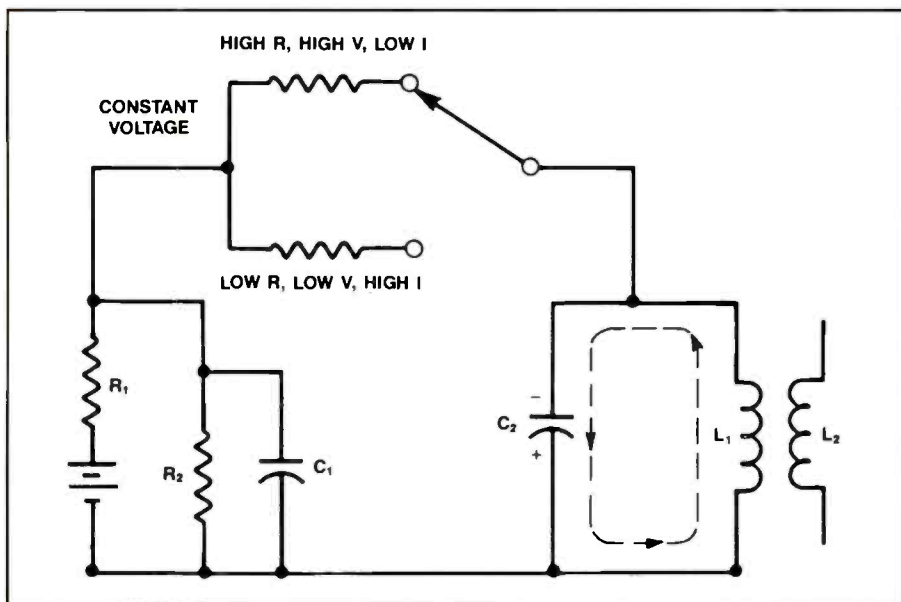 HIGH R, HIGH V, LOW I
CONSTANT
VOLTAGE
LOW R, LOW V, HIGH I
R₁
R₂
C₁
−
C₂
+
L₁
L₂